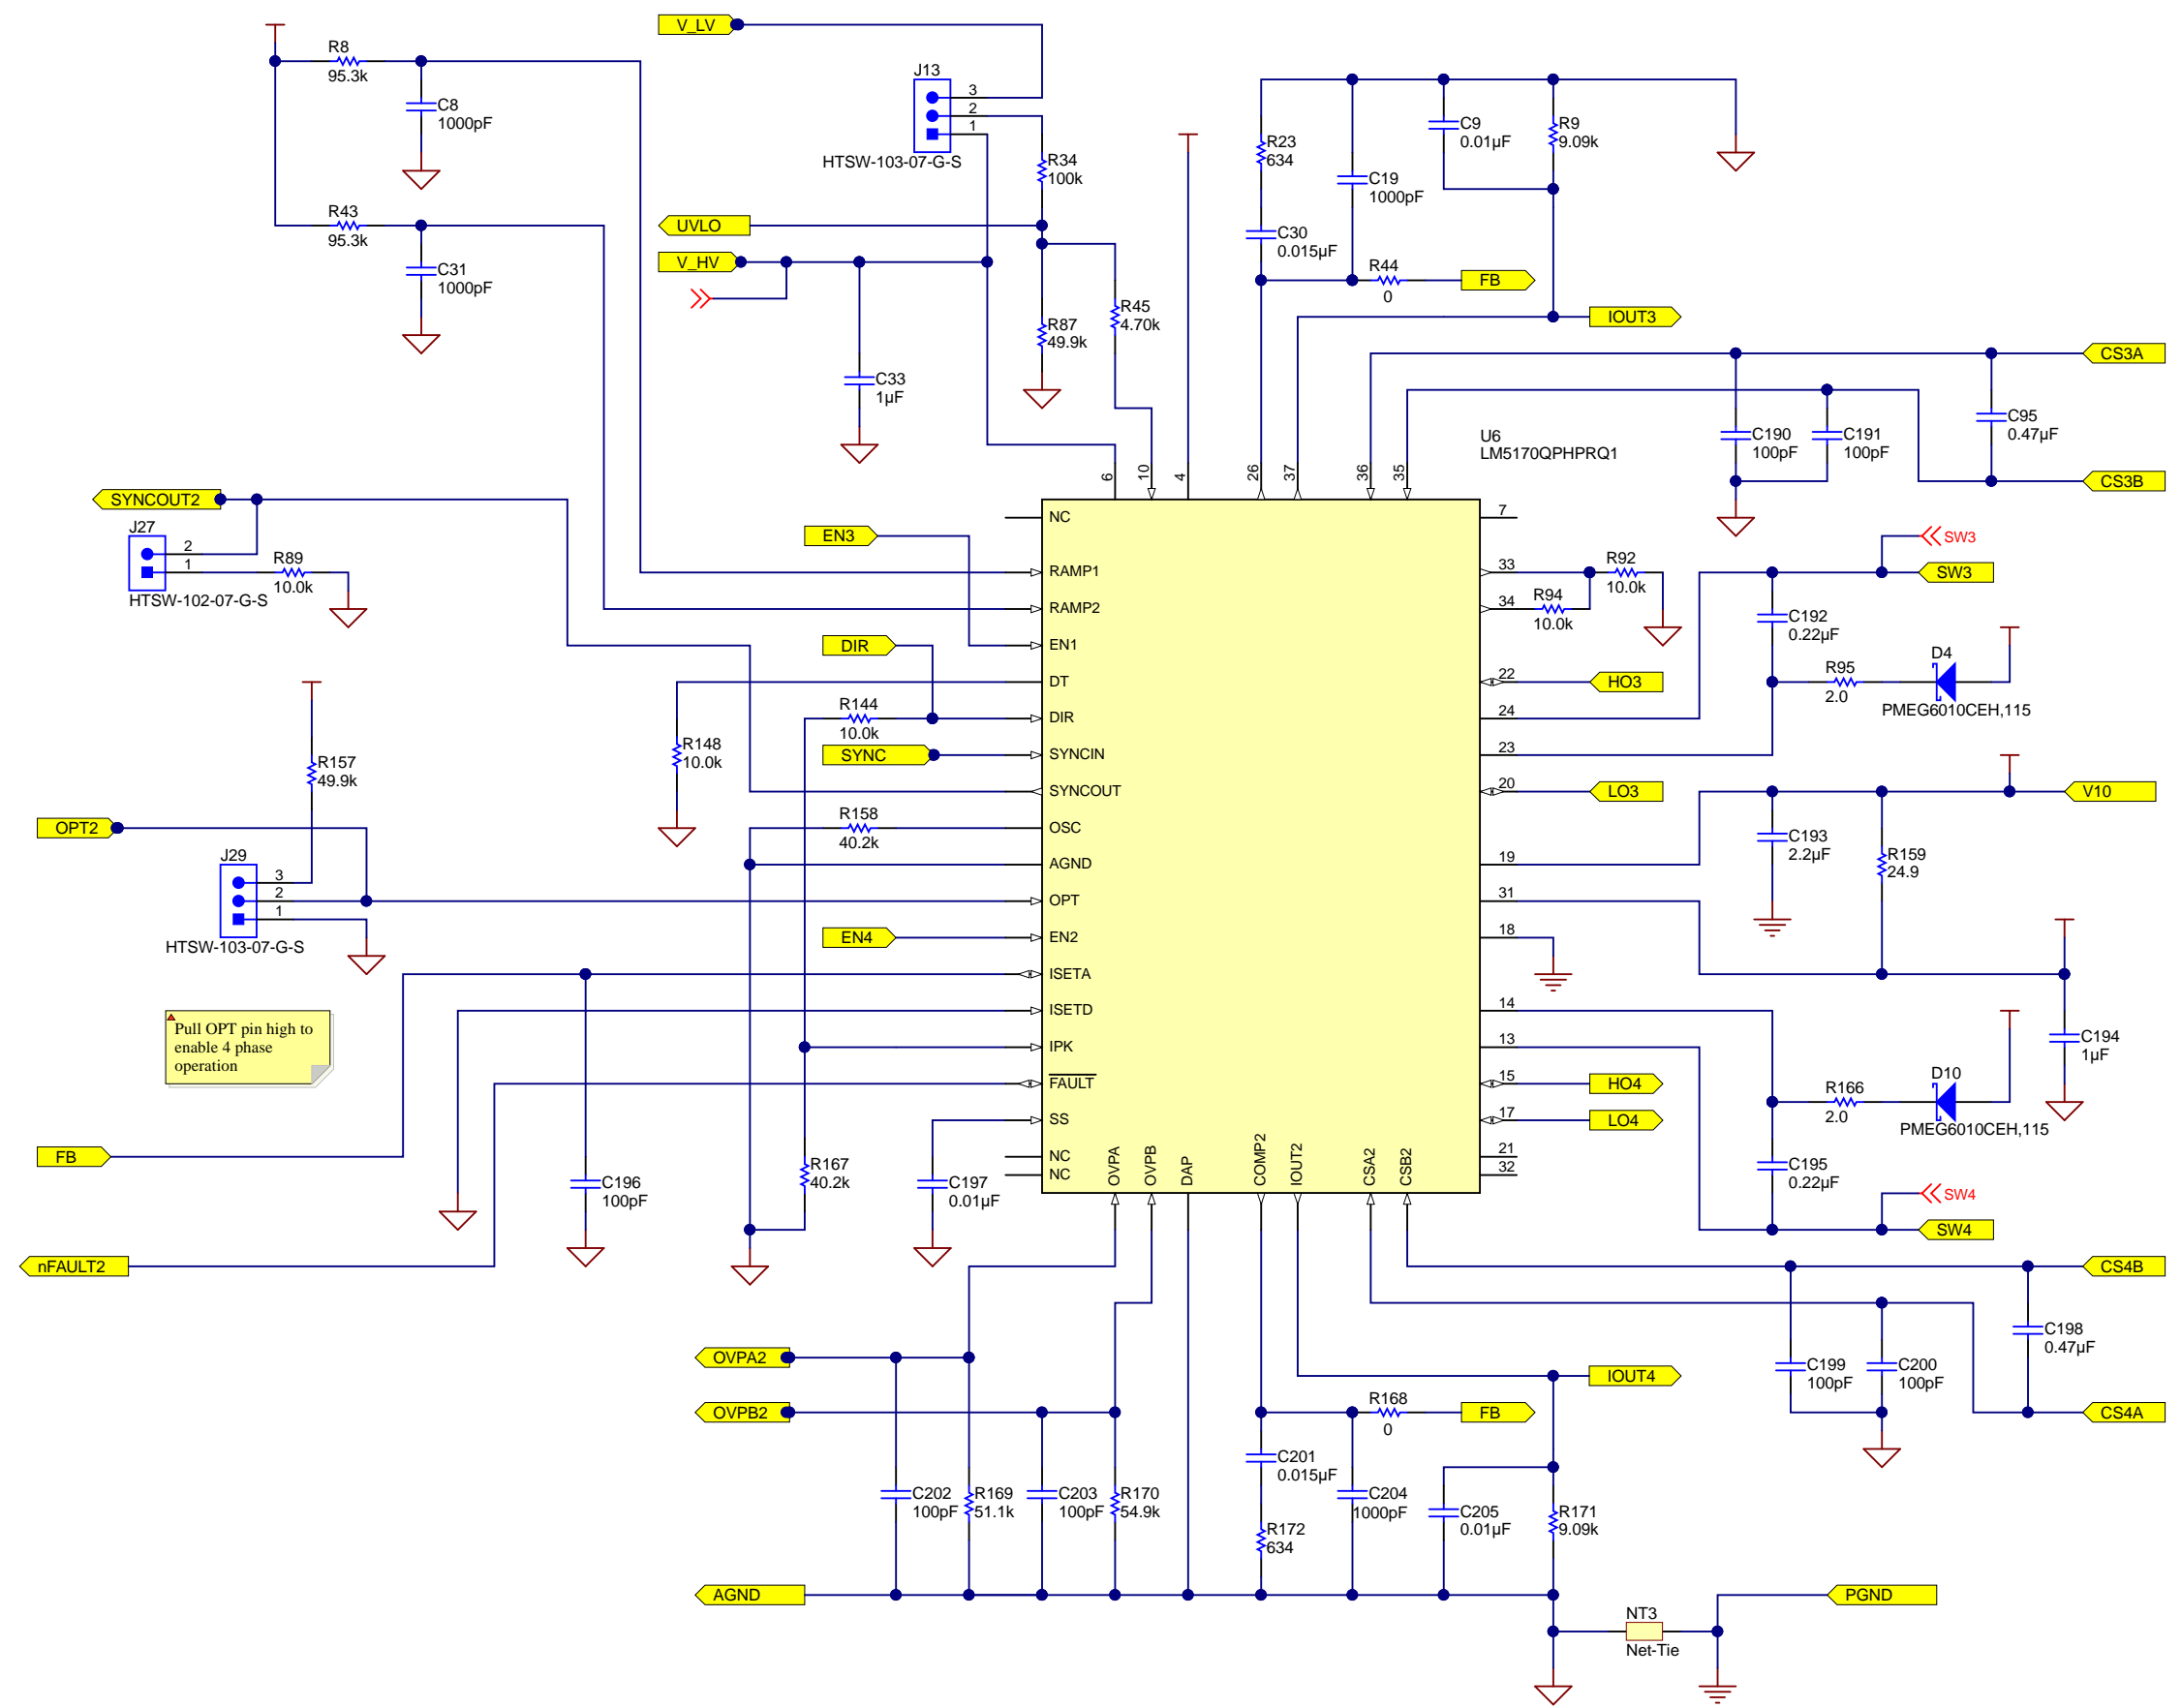 V_LV
R8
95.3k
C8
1000pF
R43
95.3k
C31
1000pF
J13
3
2
1
HTSW-103-07-G-S
R34
100k
UVLO
V_HV
R87
49.9k
R45
4.70k
C33
1µF
R23
634
C30
0.015µF
C19
1000pF
C9
0.01µF
R9
9.09k
R44
0
FB
IOUT3
CS3A
C190
100pF
C191
100pF
C95
0.47µF
CS3B
U6
LM5170QPHPRQ1
6
10
4
26
37
36
35
SYNCOUT2
J27
2
1
HTSW-102-07-G-S
R89
10.0k
EN3
DIR
R144
10.0k
SYNC
R148
10.0k
R158
40.2k
R157
49.9k
OPT2
J29
3
2
1
HTSW-103-07-G-S
EN4
Pull OPT pin high to
enable 4 phase
operation
FB
nFAULT2
C196
100pF
R167
40.2k
C197
0.01µF
NC
RAMP1
RAMP2
EN1
DT
DIR
SYNCIN
SYNCOUT
OSC
AGND
OPT
EN2
ISETA
ISETD
IPK
FAULT
SS
NC
NC
OVPA
OVPB
DAP
COMP2
IOUT2
CSA2
CSB2
7
33
34
22
24
23
20
19
31
18
14
13
15
17
21
32
R92
10.0k
R94
10.0k
HO3
LO3
SW3
SW3
C192
0.22µF
R95
2.0
D4
PMEG6010CEH,115
V10
C193
2.2µF
R159
24.9
C194
1µF
HO4
LO4
R166
2.0
D10
PMEG6010CEH,115
C195
0.22µF
SW4
SW4
CS4B
C198
0.47µF
C199
100pF
C200
100pF
CS4A
OVPA2
OVPB2
C202
100pF
R169
51.1k
C203
100pF
R170
54.9k
IOUT4
R168
0
FB
C201
0.015µF
R172
634
C204
1000pF
C205
0.01µF
R171
9.09k
AGND
NT3
Net-Tie
PGND